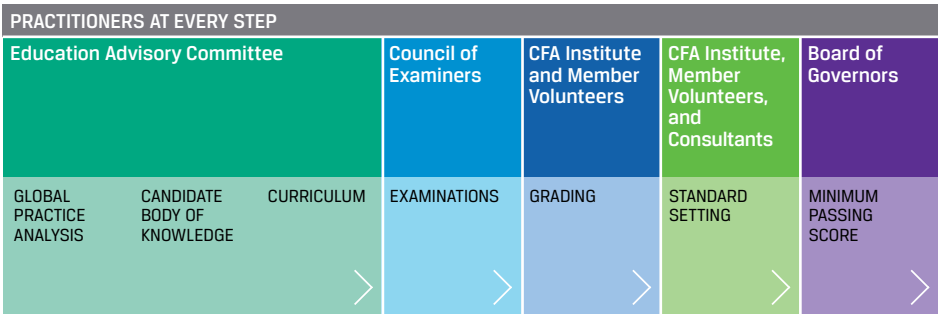 PRACTITIONERS AT EVERY STEP
Education Advisory Committee
Council of
Examiners
CFA Institute
and Member
Volunteers
CFA Institute,
Member
Volunteers,
and
Consultants
Board of
Governors
GLOBAL
PRACTICE
ANALYSIS
CANDIDATE
BODY OF
KNOWLEDGE
CURRICULUM
EXAMINATIONS
GRADING
STANDARD
SETTING
MINIMUM
PASSING
SCORE